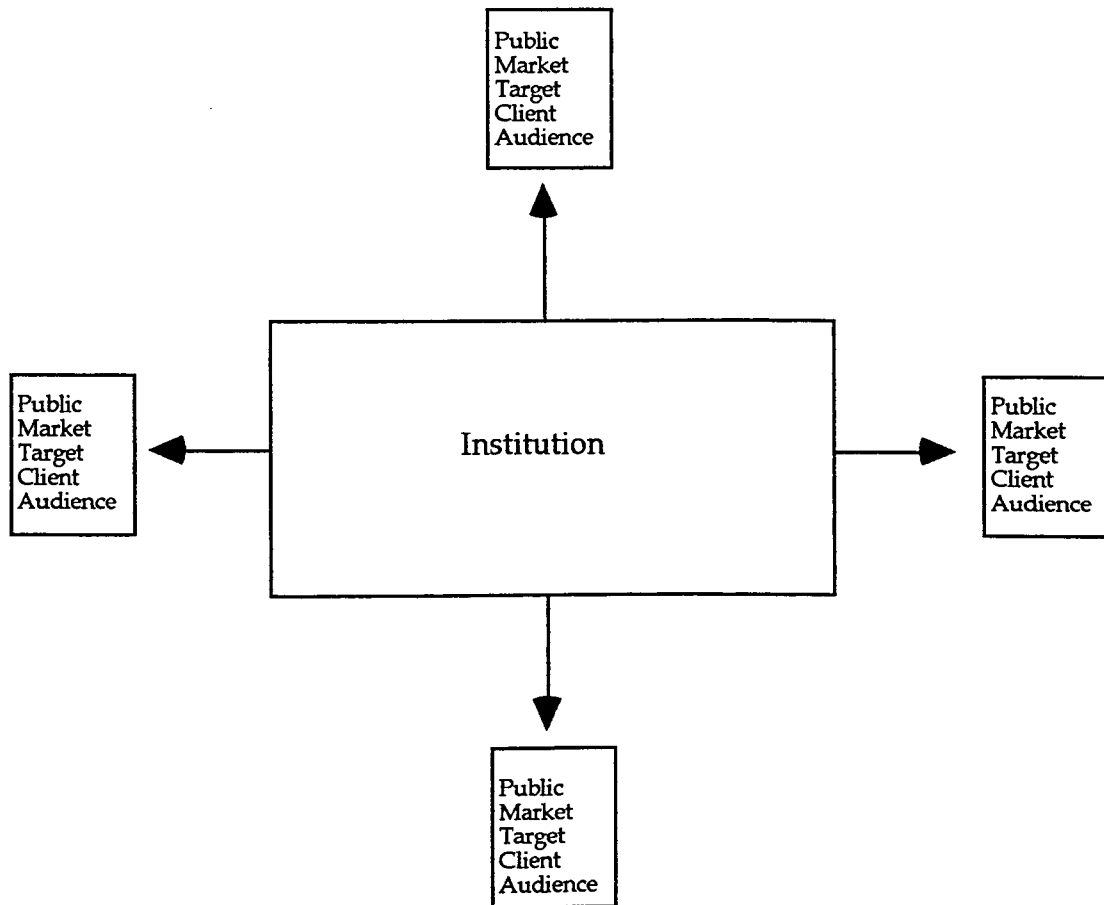 Public
Market
Target
Client
Audience
Public
Market
Target
Client
Audience
Institution
Public
Market
Target
Client
Audience
Public
Market
Target
Client
Audience